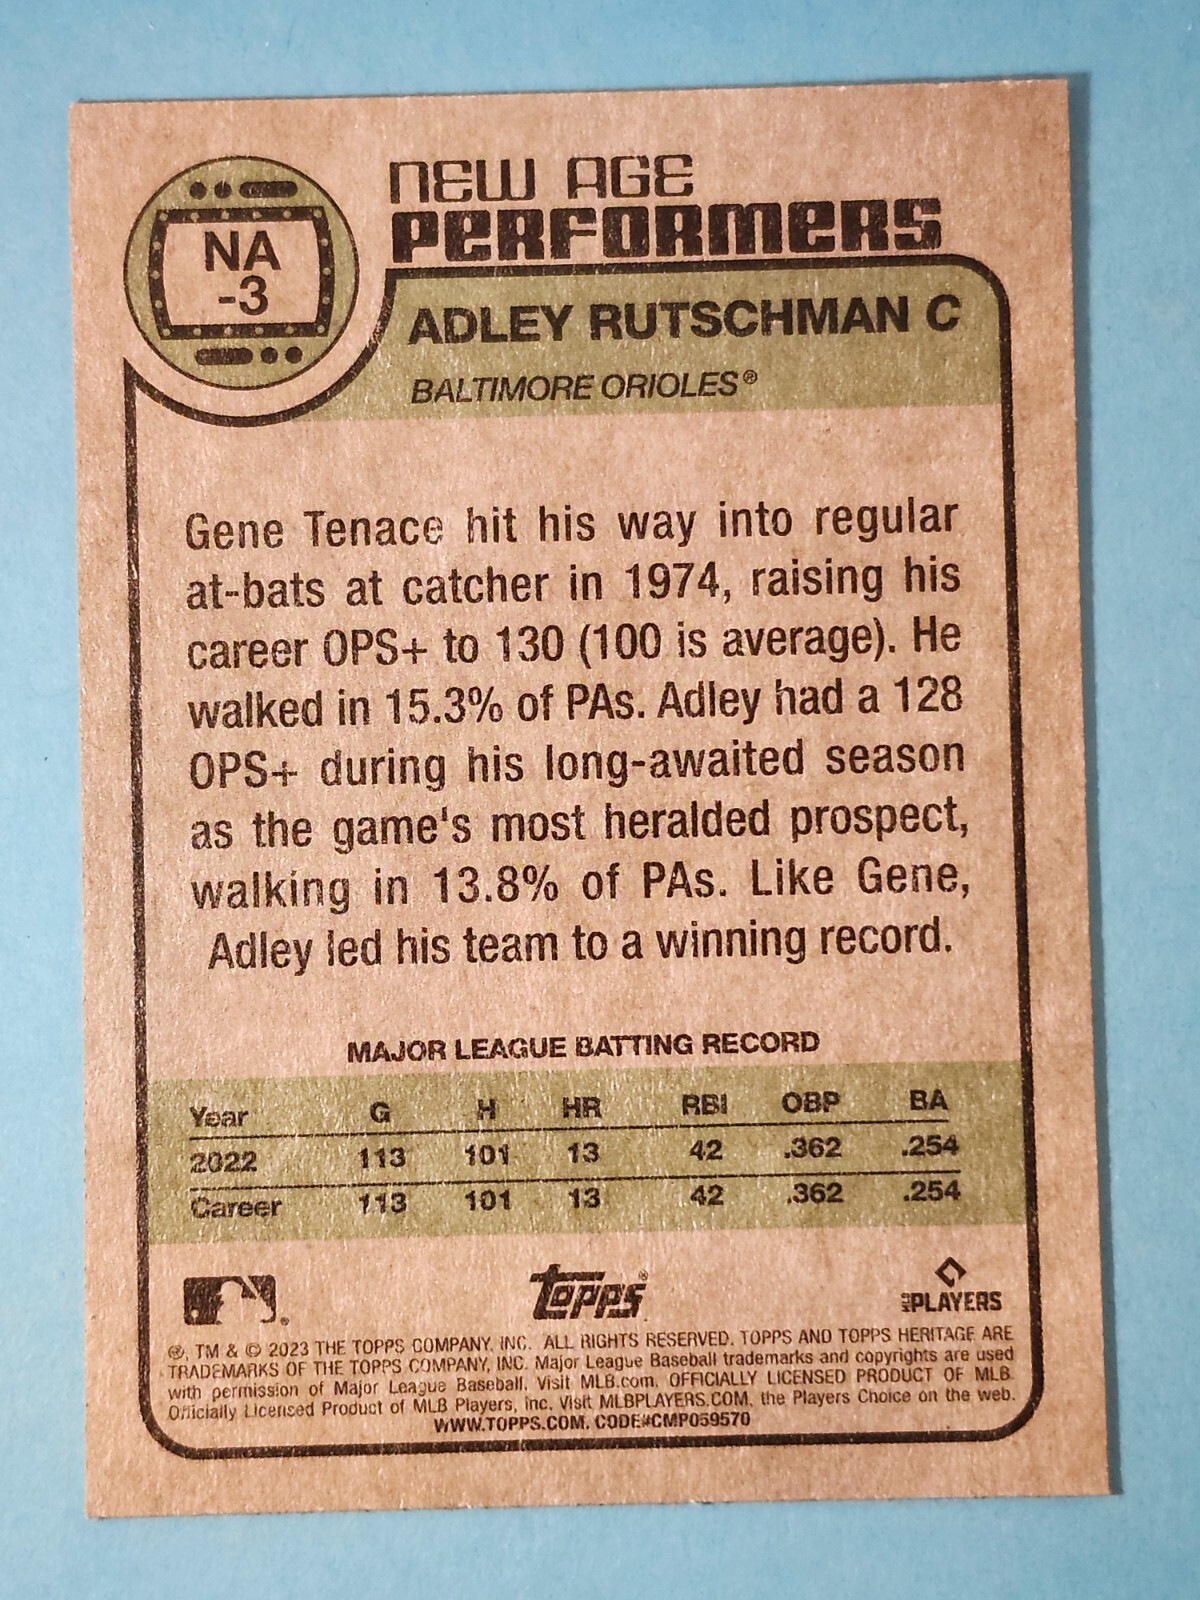 NEW AGE
PERFORMERS
NA
-3
ADLEY RUTSCHMAN C
BALTIMORE ORIOLES®
Gene Tenace hit his way into regular
at-bats at catcher in 1974, raising his
career OPS+ to 130 (100 is average). He
walked in 15.3% of PAs. Adley had a 128
OPS+ during his long-awaited season
as the game's most heralded prospect,
walking in 13.8% of PAs. Like Gene,
Adley led his team to a winning record.
MAJOR LEAGUE BATTING RECORD
Year G H HR RBI OBP BA
2022 113 101 13 42 .362 .254
Career 113 101 13 42 .362 .254
Topps®
PLAYERS
®, TM & © 2023 THE TOPPS COMPANY, INC. ALL RIGHTS RESERVED. TOPPS AND TOPPS HERITAGE ARE
TRADEMARKS OF THE TOPPS COMPANY, INC. Major League Baseball trademarks and copyrights are used
with permission of Major League Baseball. Visit MLB.com. OFFICIALLY LICENSED PRODUCT OF MLB
Officially Licensed Product of MLB Players, Inc. Visit MLBPLAYERS.COM, the Players Choice on the web.
WWW.TOPPS.COM. CODE#CMP059570